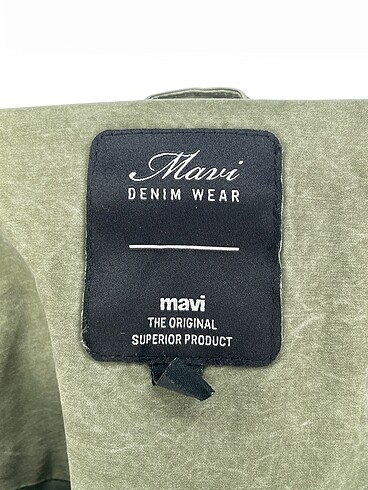 Mavi
DENIM WEAR
mavi
THE ORIGINAL
SUPERIOR PRODUCT